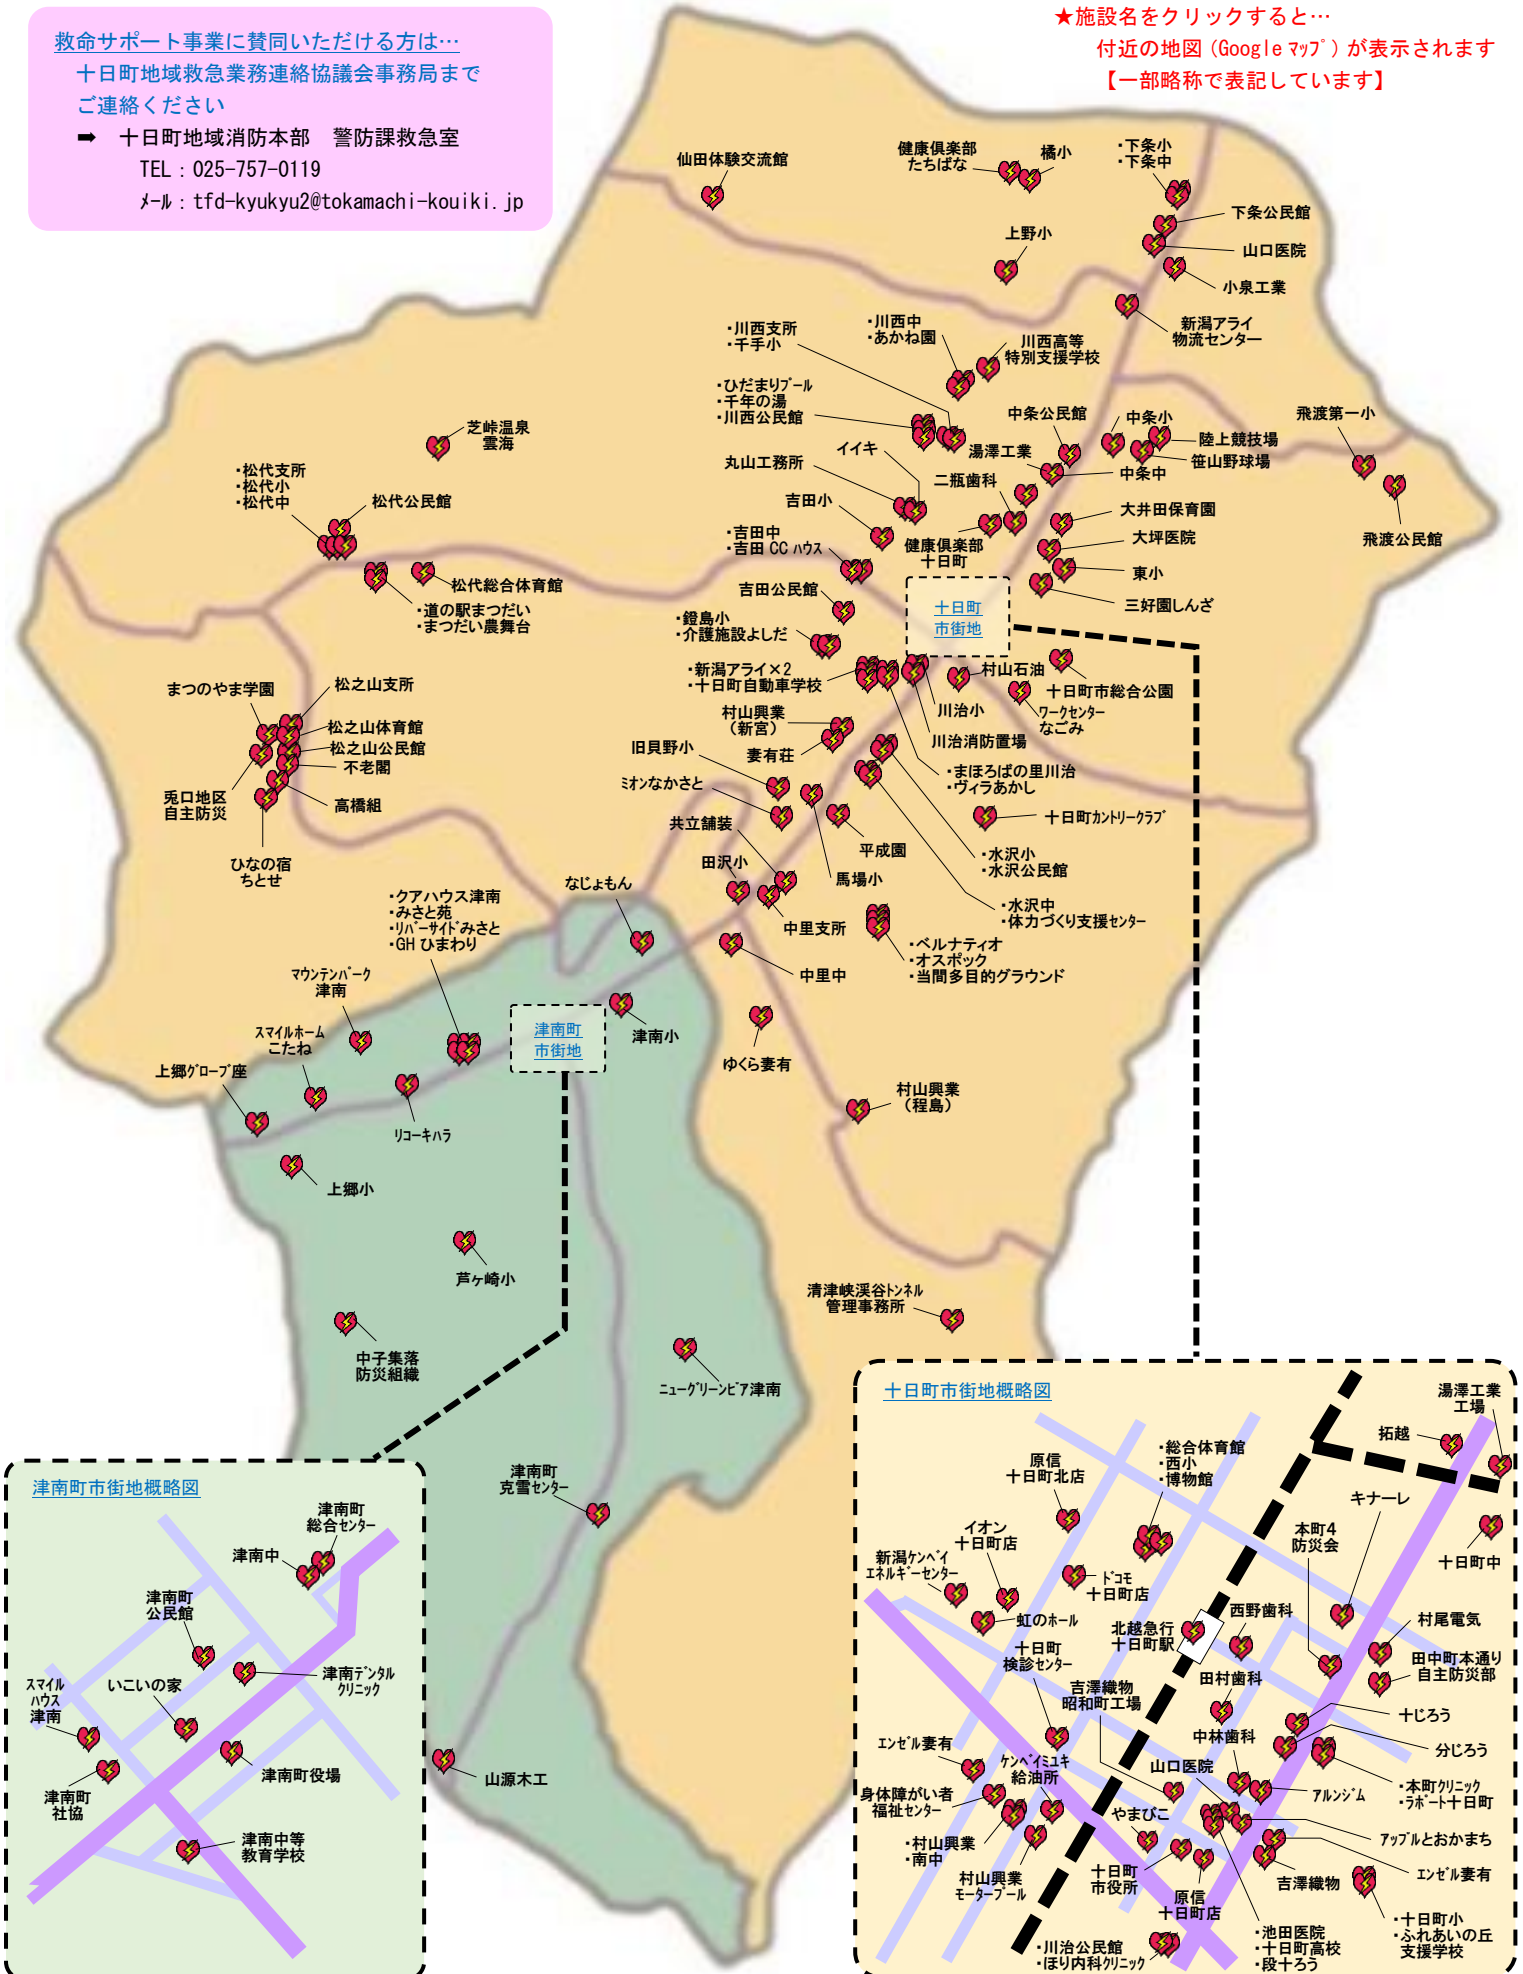 救命サポート事業に賛同いただける方は…
十日町地域救急業務連絡協議会事務局まで
ご連絡ください
➡ 十日町地域消防本部 警防課救急室
TEL：025-757-0119
ﾒｰﾙ：tfd-kyukyu2@tokamachi-kouiki.jp
★施設名をクリックすると…
付近の地図（Google ﾏｯﾌﾟ）が表示されます
【一部略称で表記しています】
仙田体験交流館
健康倶楽部
たちばな
橘小
・下条小
・下条中
下条公民館
山口医院
小泉工業
上野小
新潟アライ
物流センター
・川西支所
・千手小
・川西中
・あかね園
川西高等
特別支援学校
・ひだまりﾌﾟｰﾙ
・千年の湯
・川西公民館
中条公民館
中条小
陸上競技場
笹山野球場
飛渡第一小
飛渡公民館
芝峠温泉
雲海
イイキ
湯澤工業
中条中
丸山工務所
二瓶歯科
・松代支所
・松代小
・松代中
松代公民館
吉田小
大井田保育園
・吉田中
・吉田 CC ﾊｳｽ
健康倶楽部
十日町
大坪医院
東小
松代総合体育館
吉田公民館
十日町
市街地
三好園しんざ
・道の駅まつだい
・まつだい農舞台
・鐙島小
・介護施設よしだ
・新潟アライ×2
・十日町自動車学校
村山石油
十日町市総合公園
まつのやま学園
松之山支所
川治小
ﾜｰｸｾﾝﾀｰ
なごみ
村山興業
（新宮）
松之山体育館
川治消防置場
旧貝野小
妻有荘
松之山公民館
不老閣
・まほろばの里川治
・ヴィラあかし
ﾐｵﾝなかさと
兎口地区
自主防災
高橋組
十日町ｶﾝﾄﾘｰｸﾗﾌﾞ
共立舗装
平成園
・水沢小
・水沢公民館
ひなの宿
ちとせ
田沢小
馬場小
なじょもん
・クアハウス津南
・みさと苑
・ﾘﾊﾞｰｻｲﾄﾞみさと
・GH ひまわり
・水沢中
・体力づくり支援ｾﾝﾀｰ
中里支所
・ベルナティオ
・オスポック
・当間多目的グラウンド
中里中
ﾏｳﾝﾃﾝﾊﾟｰｸ
津南
津南町
市街地
津南小
ｽﾏｲﾙﾎｰﾑ
こたね
ゆくら妻有
上郷ｸﾞﾛｰﾌﾞ座
村山興業
（程島）
ﾘｺｰｷﾊﾗ
上郷小
芦ヶ崎小
清津峡渓谷ﾄﾝﾈﾙ
管理事務所
中子集落
防災組織
ﾆｭｰｸﾞﾘｰﾝﾋﾟｱ津南
津南町
克雪ｾﾝﾀｰ
山源木工
津南町市街地概略図
津南町
総合ｾﾝﾀｰ
津南中
津南町
公民館
津南ﾃﾞﾝﾀﾙ
ｸﾘﾆｯｸ
ｽﾏｲﾙ
ﾊｳｽ
津南
いこいの家
津南町役場
津南町
社協
津南中等
教育学校
十日町市街地概略図
湯澤工業
工場
拓越
・総合体育館
・西小
・博物館
原信
十日町北店
キナーレ
イオン
十日町店
本町4
防災会
十日町中
新潟ｹﾝﾍﾞｲ
ｴﾈﾙｷﾞｰｾﾝﾀｰ
ﾄﾞｺﾓ
十日町店
虹のﾎｰﾙ
北越急行
十日町駅
西野歯科
村尾電気
十日町
検診ｾﾝﾀｰ
田中町本通り
自主防災部
田村歯科
吉澤織物
昭和町工場
十じろう
中林歯科
分じろう
ｴﾝｾﾞﾙ妻有
ｹﾝﾍﾞｲﾐﾕｷ
給油所
山口医院
身体障がい者
福祉ｾﾝﾀｰ
ｱﾙﾝｼﾞﾑ
・本町ｸﾘﾆｯｸ
・ﾗﾎﾟｰﾄ十日町
やまびこ
ｱｯﾌﾟﾙとおかまち
・村山興業
・南中
村山興業
ﾓｰﾀｰﾌﾟｰﾙ
十日町
市役所
原信
十日町店
吉澤織物
ｴﾝｾﾞﾙ妻有
・川治公民館
・ほり内科ｸﾘﾆｯｸ
・池田医院
・十日町高校
・段十ろう
・十日町小
・ふれあいの丘
支援学校